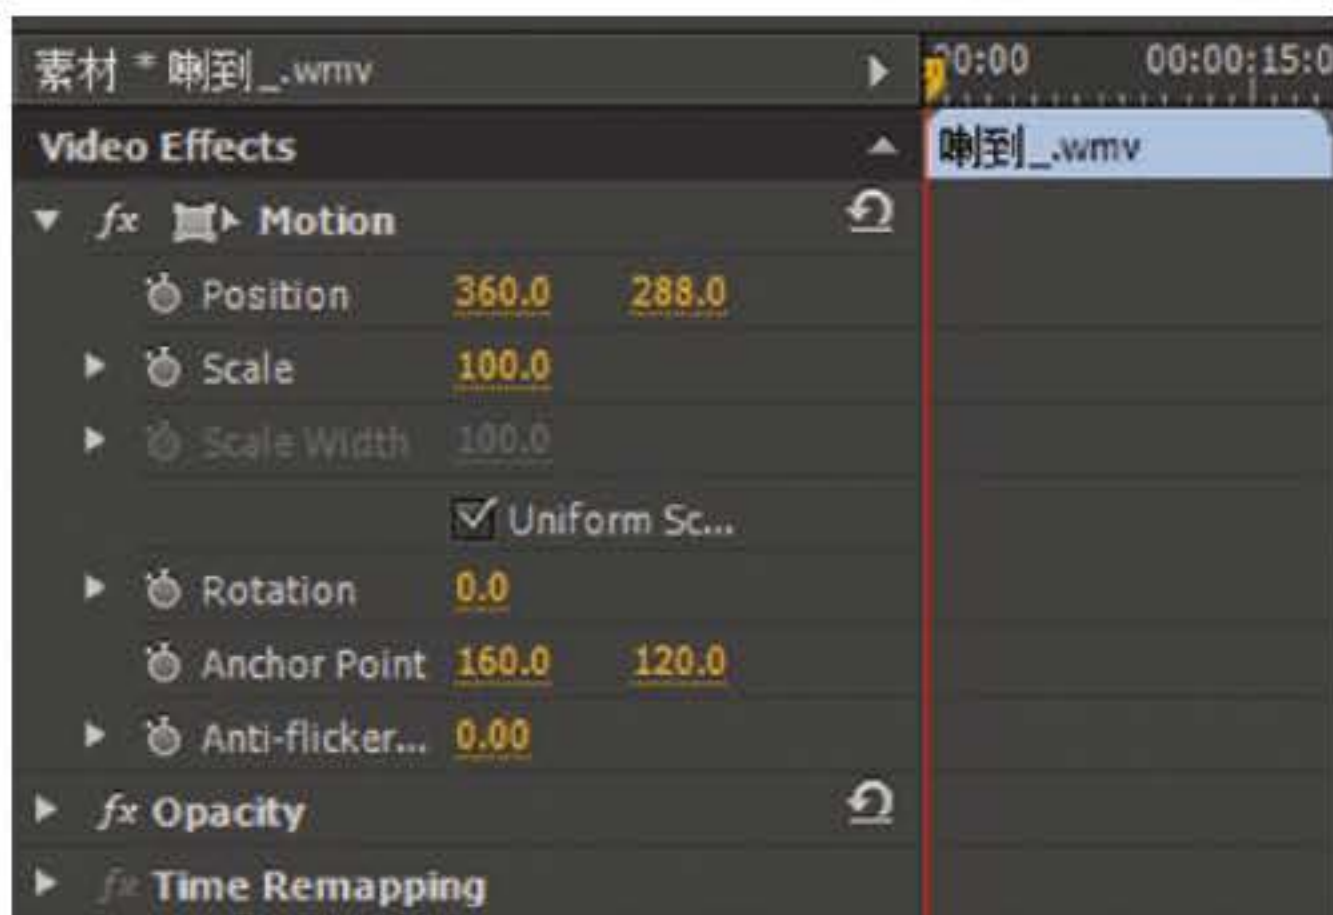 素材 * 喇到_.wmv
00:00 00:00:15:0
Video Effects
喇到_.wmv
fx Motion
Position 360.0 288.0
Scale 100.0
Scale Width 100.0
Uniform Sc...
Rotation 0.0
Anchor Point 160.0 120.0
Anti-flicker... 0.00
fx Opacity
fx Time Remapping